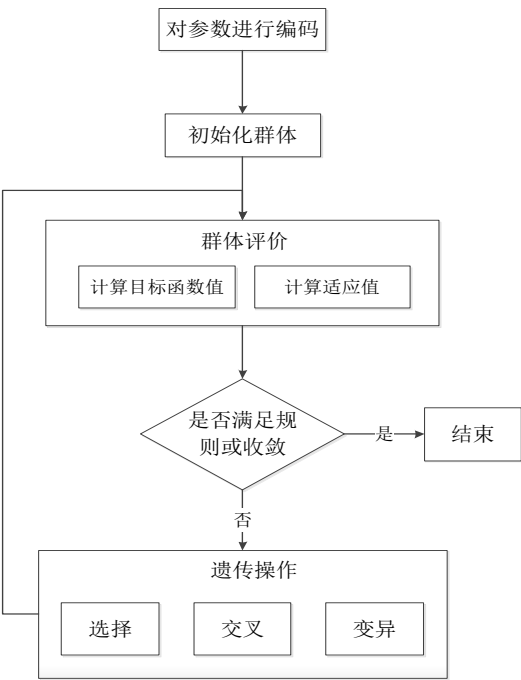 对参数进行编码
初始化群体
群体评价
计算目标函数值
计算适应值
是否满足规
则或收敛
是
结束
否
遗传操作
选择
交叉
变异